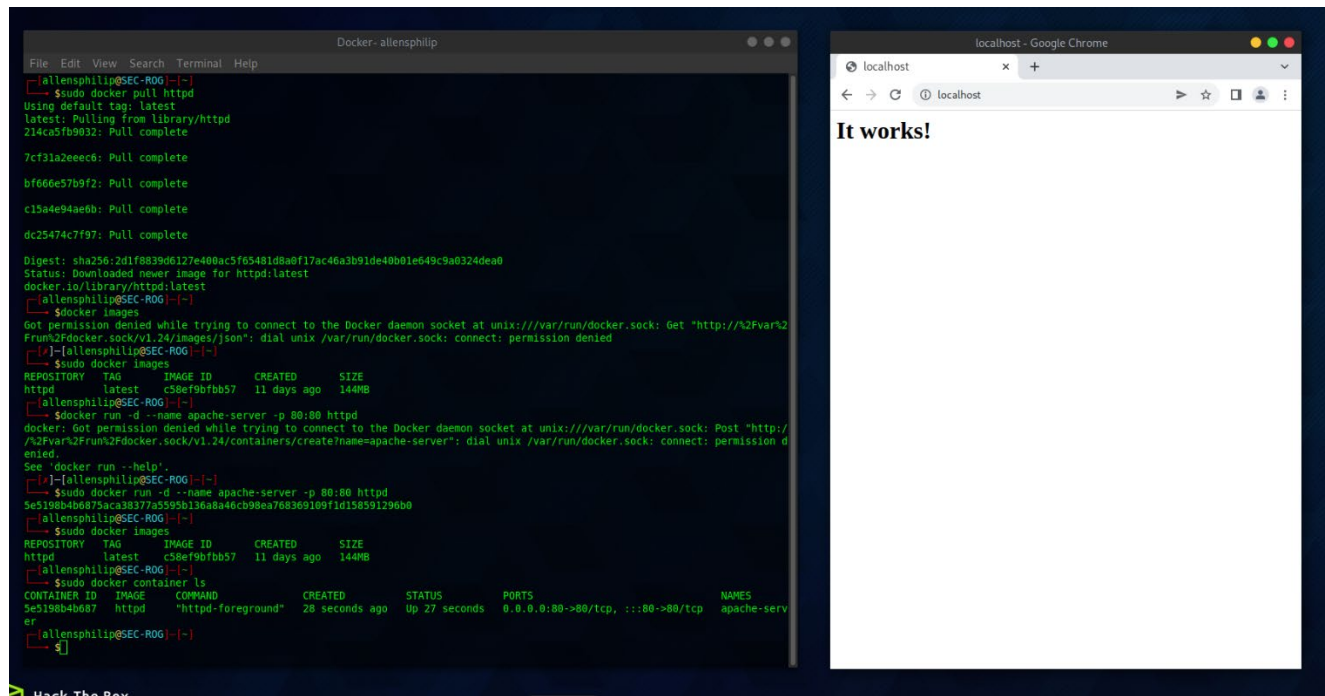 Docker- allensphilip
File Edit View Search Terminal Help
[allensphilip@SEC-ROG]-[~]
$sudo docker pull httpd
Using default tag: latest
latest: Pulling from library/httpd
214ca5fb9032: Pull complete
7cf31a2eeec6: Pull complete
bf666e57b9f2: Pull complete
c15a4e94ae6b: Pull complete
dc25474c7f97: Pull complete
Digest: sha256:2d1f8839d6127e400ac5f65481d8a0f17ac46a3b91de40b01e649c9a0324dea0
Status: Downloaded newer image for httpd:latest
docker.io/library/httpd:latest
[allensphilip@SEC-ROG]-[~]
$docker images
Got permission denied while trying to connect to the Docker daemon socket at unix:///var/run/docker.sock: Get "http://%2Fvar%2
Frun%2Fdocker.sock/v1.24/images/json": dial unix /var/run/docker.sock: connect: permission denied
[✗]-[allensphilip@SEC-ROG]-[~]
$sudo docker images
REPOSITORY TAG IMAGE ID CREATED SIZE
httpd latest c58ef9bfbb57 11 days ago 144MB
[allensphilip@SEC-ROG]-[~]
$docker run -d --name apache-server -p 80:80 httpd
docker: Got permission denied while trying to connect to the Docker daemon socket at unix:///var/run/docker.sock: Post "http:/
/%2Fvar%2Frun%2Fdocker.sock/v1.24/containers/create?name=apache-server": dial unix /var/run/docker.sock: connect: permission d
enied.
See 'docker run --help'.
[✗]-[allensphilip@SEC-ROG]-[~]
$sudo docker run -d --name apache-server -p 80:80 httpd
5e5198b4b6875aca38377a5595b136a8a46cb98ea768369109f1d158591296b0
[allensphilip@SEC-ROG]-[~]
$sudo docker images
REPOSITORY TAG IMAGE ID CREATED SIZE
httpd latest c58ef9bfbb57 11 days ago 144MB
[allensphilip@SEC-ROG]-[~]
$sudo docker container ls
CONTAINER ID IMAGE COMMAND CREATED STATUS PORTS NAMES
5e5198b4b687 httpd "httpd-foreground" 28 seconds ago Up 27 seconds 0.0.0.0:80->80/tcp, :::80->80/tcp apache-serv
er
[allensphilip@SEC-ROG]-[~]
$
localhost - Google Chrome
localhost
localhost
It works!
Hack The Box